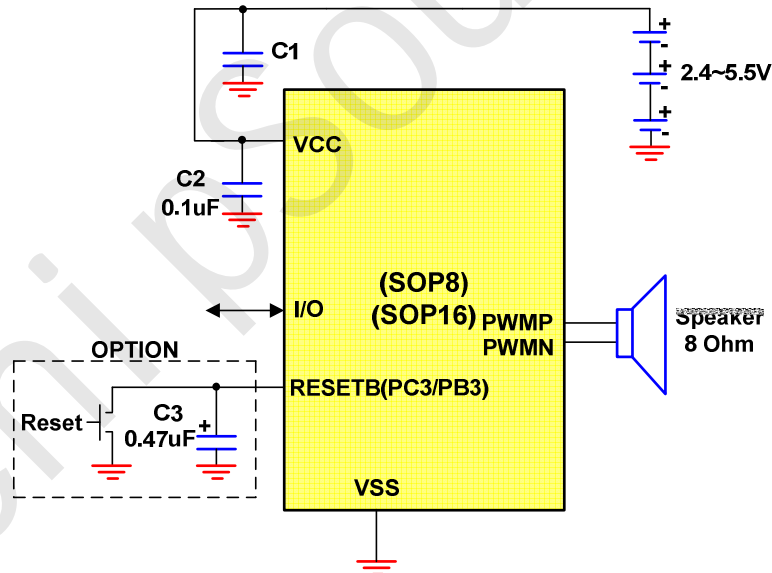 C1
+
-
+
-
+
-
2.4~5.5V
VCC
C2
0.1uF
(SOP8)
(SOP16)
I/O
PWMP
PWMN
Speaker
8 Ohm
OPTION
RESETB(PC3/PB3)
Reset
C3
+
0.47uF
VSS